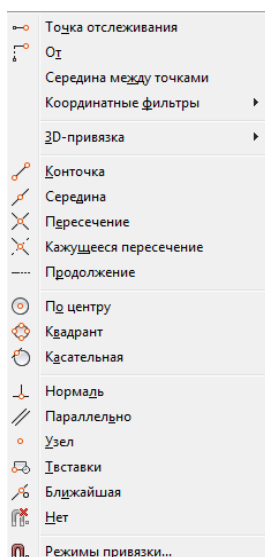 Точка отслеживания
От
Середина между точками
Координатные фильтры
3D-привязка
Конточка
Середина
Пересечение
Кажущееся пересечение
Продолжение
По центру
Квадрант
Касательная
Нормаль
Параллельно
Узел
Твставки
Ближайшая
Нет
Режимы привязки...